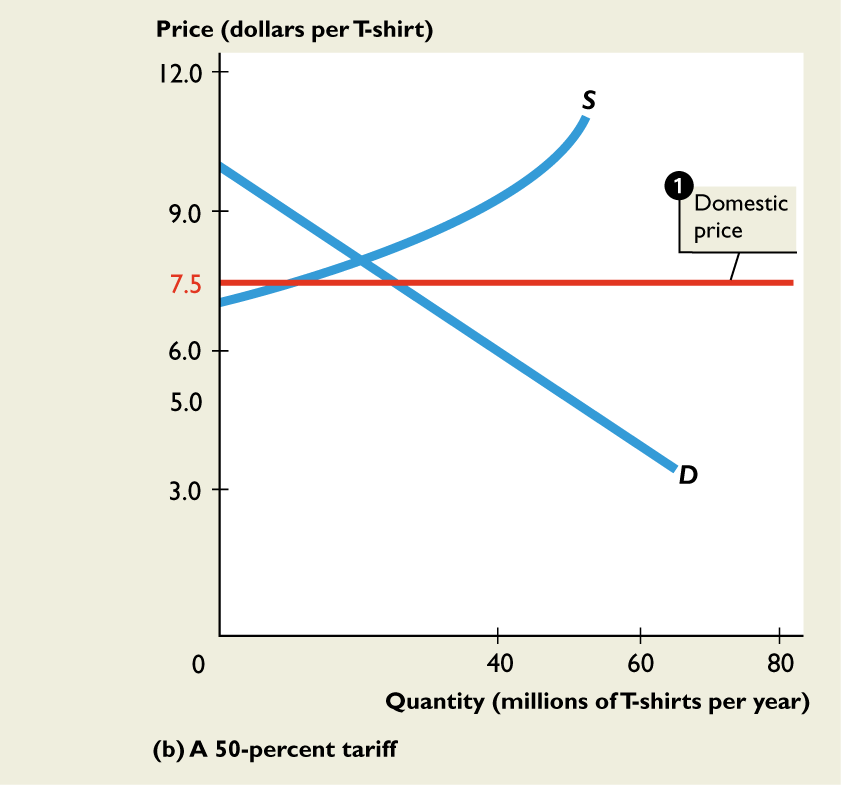 Price (dollars per T-shirt)
12.0
S
1
Domestic
price
9.0
7.5
6.0
5.0
D
3.0
0
40
60
80
Quantity (millions of T-shirts per year)
(b) A 50-percent tariff